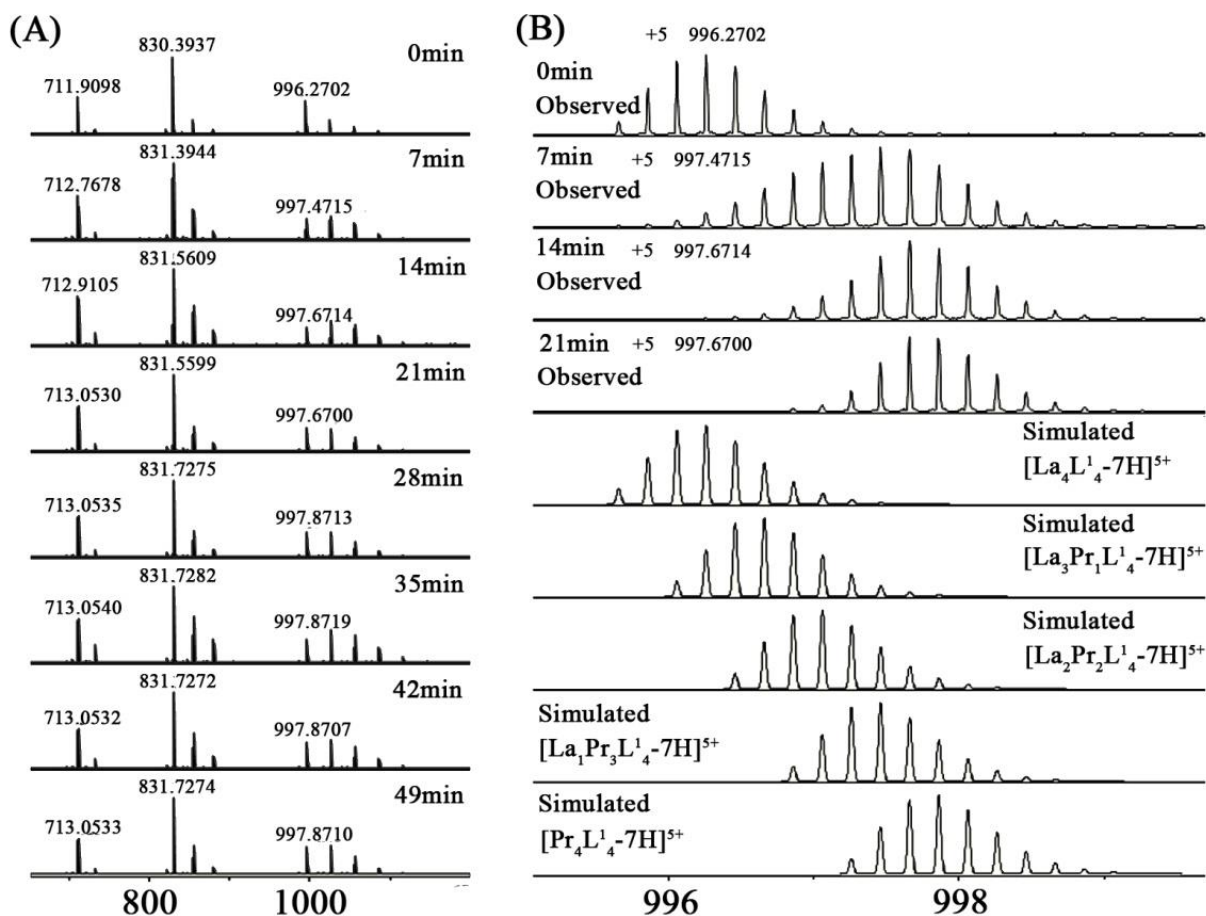 (A)
711.9098 830.3937 996.2702 0min
712.7678 831.3944 997.4715 7min
712.9105 831.5609 997.6714 14min
713.0530 831.5599 997.6700 21min
713.0535 831.7275 997.8713 28min
713.0540 831.7282 997.8719 35min
713.0532 831.7272 997.8707 42min
713.0533 831.7274 997.8710 49min
800 1000
(B)
+5 996.2702
0min
Observed
7min +5 997.4715
Observed
14min +5 997.6714
Observed
21min +5 997.6700
Observed
Simulated
[La₄L¹₄-7H]⁵⁺
Simulated
[La₃Pr₁L¹₄-7H]⁵⁺
Simulated
[La₂Pr₂L¹₄-7H]⁵⁺
Simulated
[La₁Pr₃L¹₄-7H]⁵⁺
Simulated
[Pr₄L¹₄-7H]⁵⁺
996 998